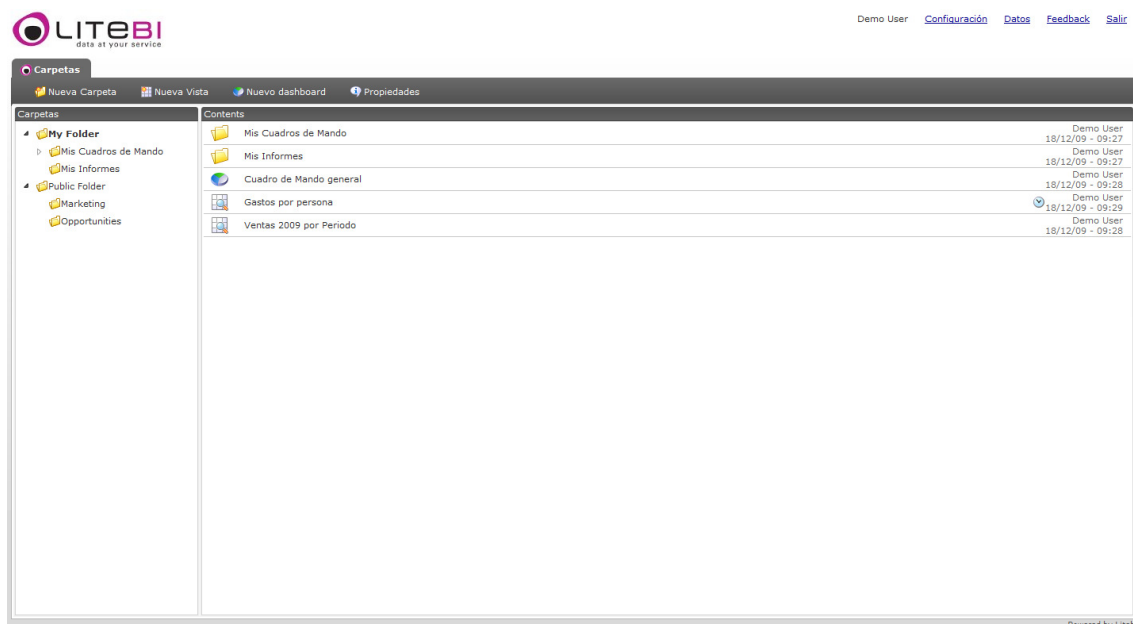 LITEBI
data at your service
Demo User Configuración Datos Feedback Salir
Carpetas
Nueva Carpeta Nueva Vista Nuevo dashboard Propiedades
Carpetas
My Folder
Mis Cuadros de Mando
Mis Informes
Public Folder
Marketing
Opportunities
Contents
Mis Cuadros de Mando
Demo User
18/12/09 - 09:27
Mis Informes
Demo User
18/12/09 - 09:27
Cuadro de Mando general
Demo User
18/12/09 - 09:28
Gastos por persona
Demo User
18/12/09 - 09:29
Ventas 2009 por Periodo
Demo User
18/12/09 - 09:28